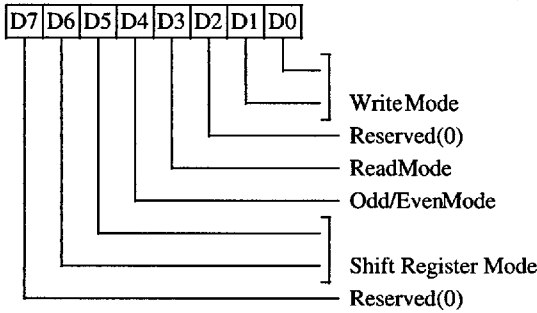 D7 D6 D5 D4 D3 D2 D1 D0
WriteMode
Reserved(0)
ReadMode
Odd/EvenMode
Shift Register Mode
Reserved(0)